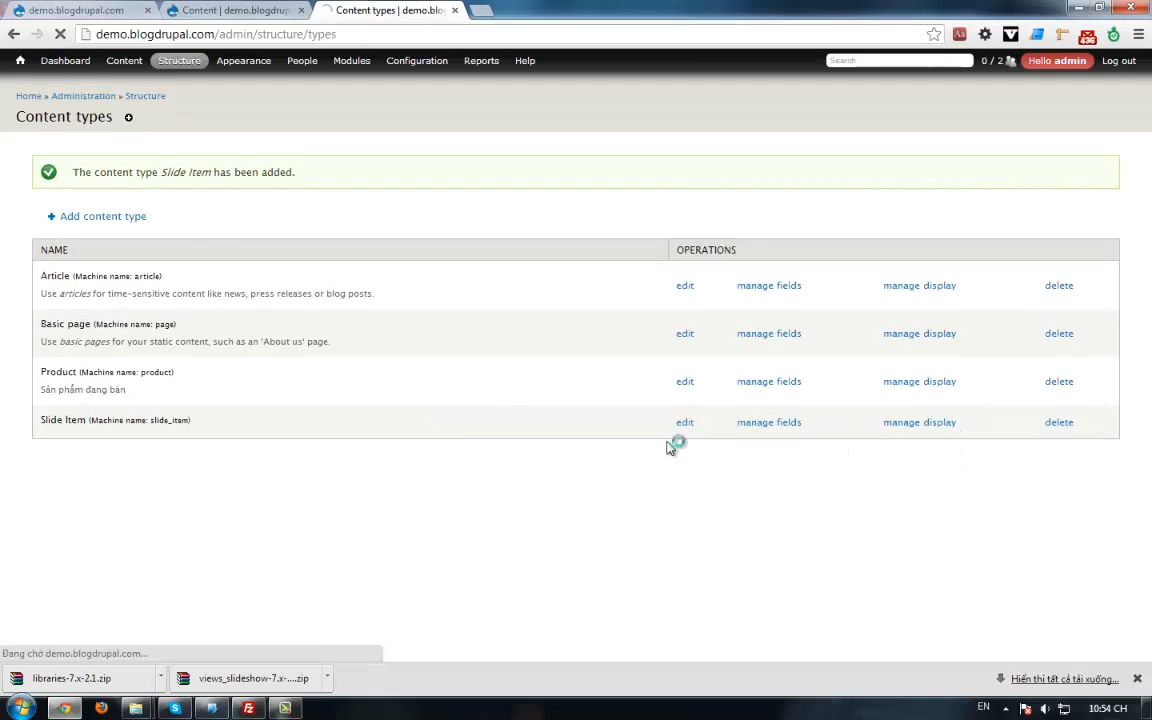 demo.blogdrupal.com
Content | demo.blogdrup
Content types | demo.blo
demo.blogdrupal.com/admin/structure/types
Aa
436
Dashboard Content Structure Appearance People Modules Configuration Reports Help
Search
0 / 2
Hello admin
Log out
Home » Administration » Structure
Content types
The content type Slide Item has been added.
Add content type
NAME OPERATIONS
Article (Machine name: article)
Use articles for time-sensitive content like news, press releases or blog posts.
edit manage fields manage display delete
Basic page (Machine name: page)
Use basic pages for your static content, such as an 'About us' page.
edit manage fields manage display delete
Product (Machine name: product)
Sản phẩm đang bán
edit manage fields manage display delete
Slide Item (Machine name: slide_item)
edit manage fields manage display delete
Đang chờ demo.blogdrupal.com...
libraries-7.x-2.1.zip
views_slideshow-7.x-....zip
Hiển thị tất cả tải xuống...
EN
10:54 CH